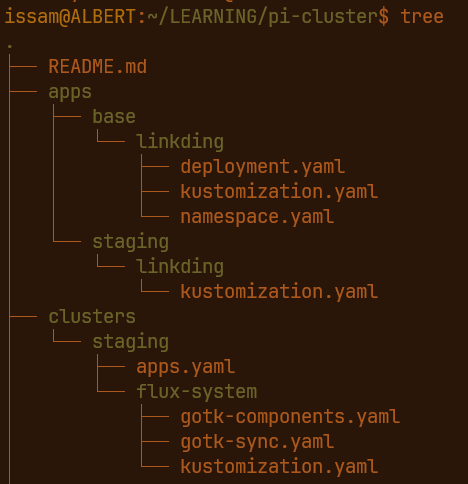 issam@ALBERT:~/LEARNING/pi-cluster$ tree
.
├── README.md
├── apps
│   ├── base
│   │   └── linkding
│   │       ├── deployment.yaml
│   │       ├── kustomization.yaml
│   │       └── namespace.yaml
│   └── staging
│       └── linkding
│           └── kustomization.yaml
├── clusters
│   └── staging
│       ├── apps.yaml
│       └── flux-system
│           ├── gotk-components.yaml
│           ├── gotk-sync.yaml
│           └── kustomization.yaml